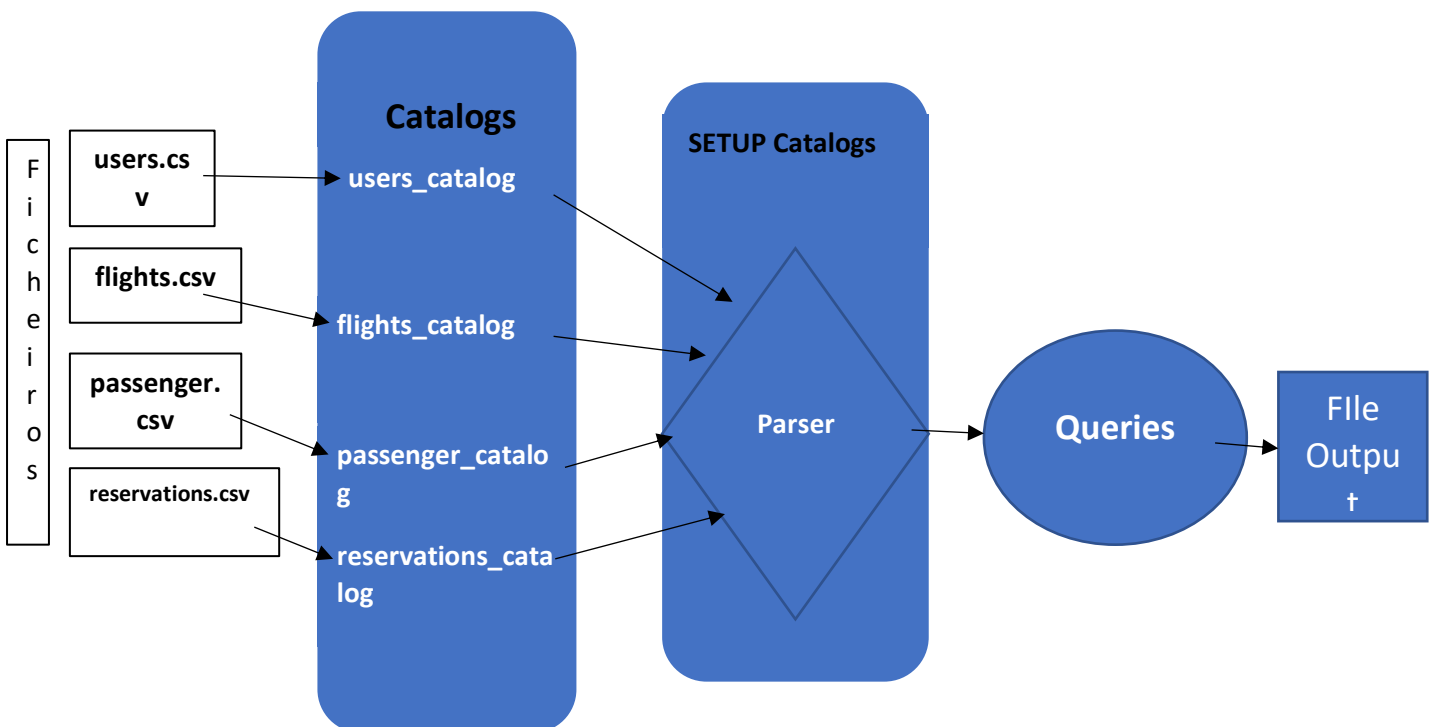 F
i
c
h
e
i
r
o
s
users.cs
v
flights.csv
passenger.
csv
reservations.csv
Catalogs
users_catalog
flights_catalog
passenger_catalo
g
reservations_cata
log
SETUP Catalogs
Parser
Queries
FIle
Outpu
t